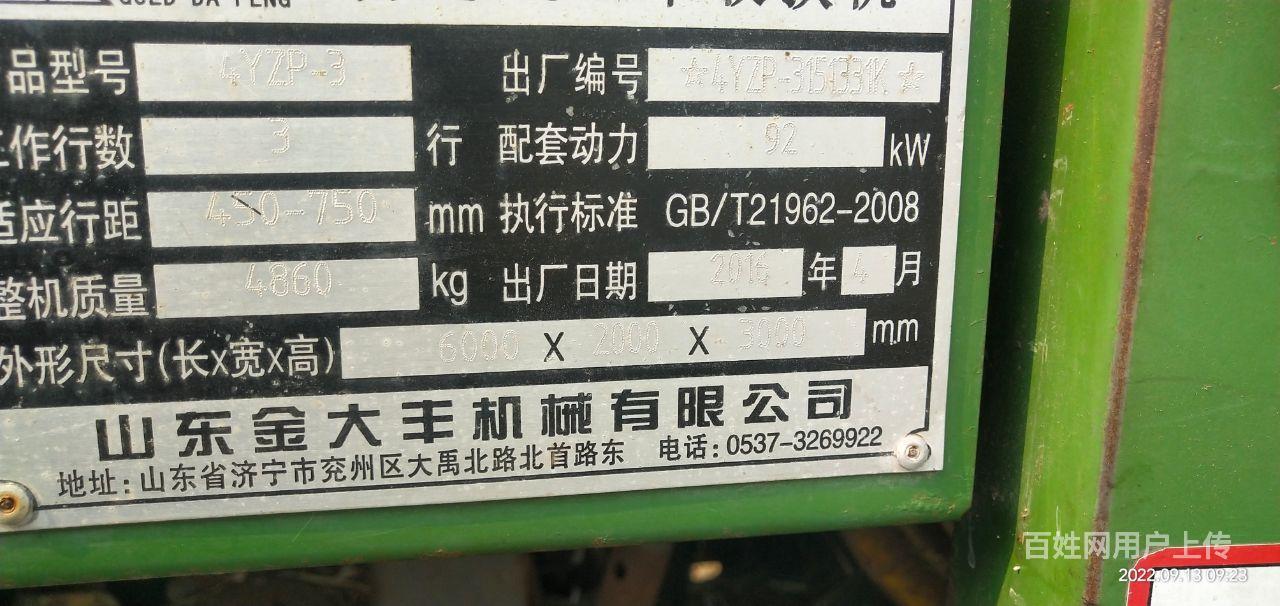 GOLD DA FENG
品型号 4YZP-3 出厂编号 ☆4YZP-3151331K☆
工作行数 3 行 配套动力 92 kW
适应行距 450-750 mm 执行标准 GB/T21962-2008
整机质量 4860 kg 出厂日期 2016 年 4 月
外形尺寸(长x宽x高) 6000 X 2000 X 3000 mm
山东金大丰机械有限公司
地址:山东省济宁市兖州区大禹北路北首路东 电话:0537-3269922
百姓网用户上传
2022.09.13 09:23